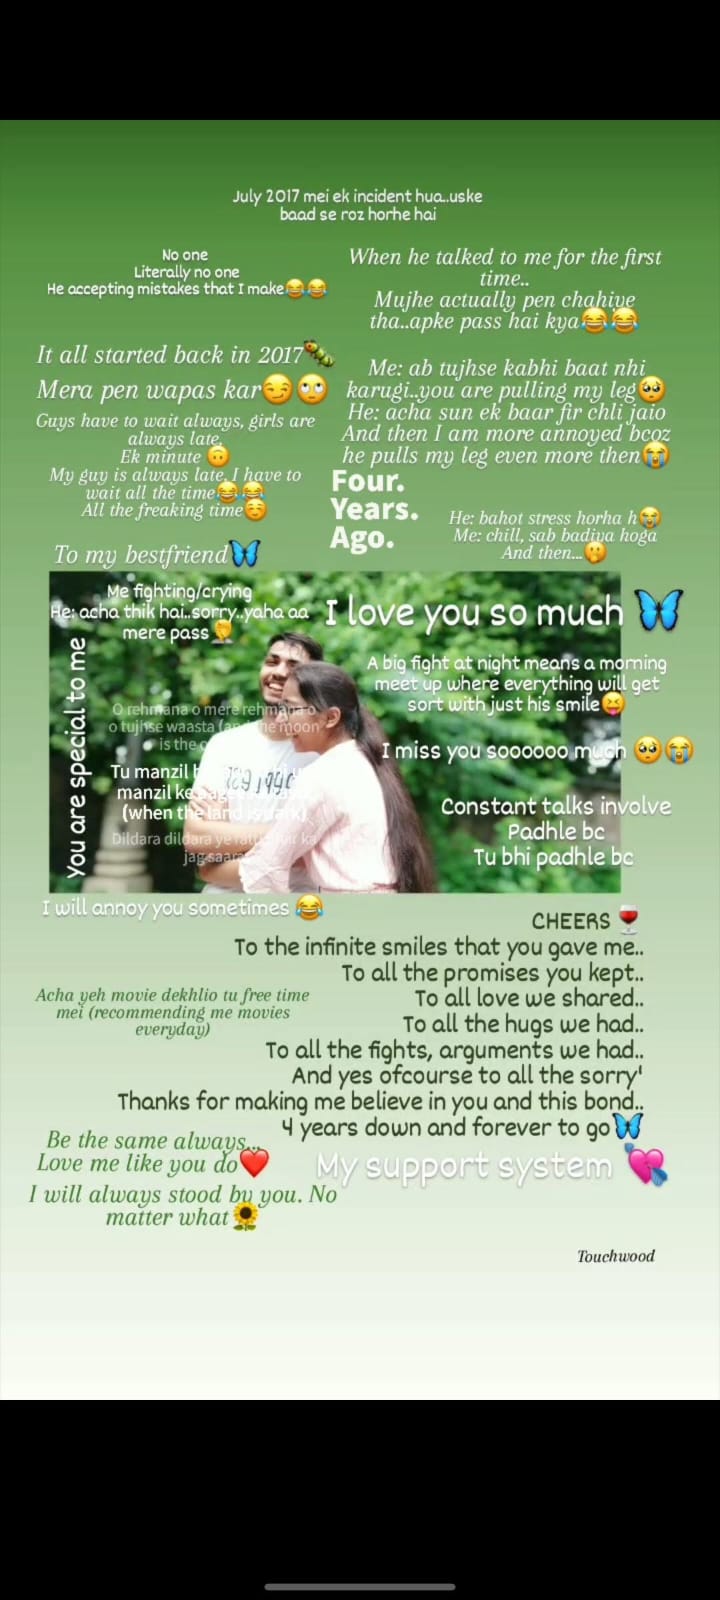 July 2017 mei ek incident hua..uske
baad se roz horhe hai
No one
Literally no one
He accepting mistakes that I make😂😂
When he talked to me for the first
time..
Mujhe actually pen chahiye
tha..apke pass hai kya😂😂
It all started back in 2017🐛
Mera pen wapas kar😏🙄
Me: ab tujhse kabhi baat nhi
karugi..you are pulling my leg🥺
He: acha sun ek baar fir chli jaio
And then I am more annoyed bcoz
he pulls my leg even more then😭
Guys have to wait always, girls are
always late.
Ek minute 🙃
My guy is always late, I have to
wait all the time😂😂
All the freaking time☺️
Four.
Years.
Ago.
He: bahot stress horha h😭
Me: chill, sab badiya hoga
And then...🤫
To my bestfriend🦋
Me fighting/crying
He: acha thik hai..sorry..yaha aa
mere pass🤦
I love you so much 🦋
You are special to me
A big fight at night means a morning
meet up where everything will get
sort with just his smile😝
O rehmana o mere rehmana o
o tujhse waasta (and the moon
is the
I miss you soooooo much 🥺😭
Tu manzil
manzil ke
(when the land is dark)
Constant talks involve
Padhle bc
Tu bhi padhle bc
Dildara dildara ye ka
jag saara
I will annoy you sometimes 😂
CHEERS 🍷
To the infinite smiles that you gave me..
To all the promises you kept..
To all love we shared..
To all the hugs we had..
To all the fights, arguments we had..
And yes ofcourse to all the sorry'
Thanks for making me believe in you and this bond..
4 years down and forever to go🦋
Acha yeh movie dekhlio tu free time
mei (recommending me movies
everyday)
Be the same always...
Love me like you do❤️
My support system 💘
I will always stood by you. No
matter what🌻
Touchwood